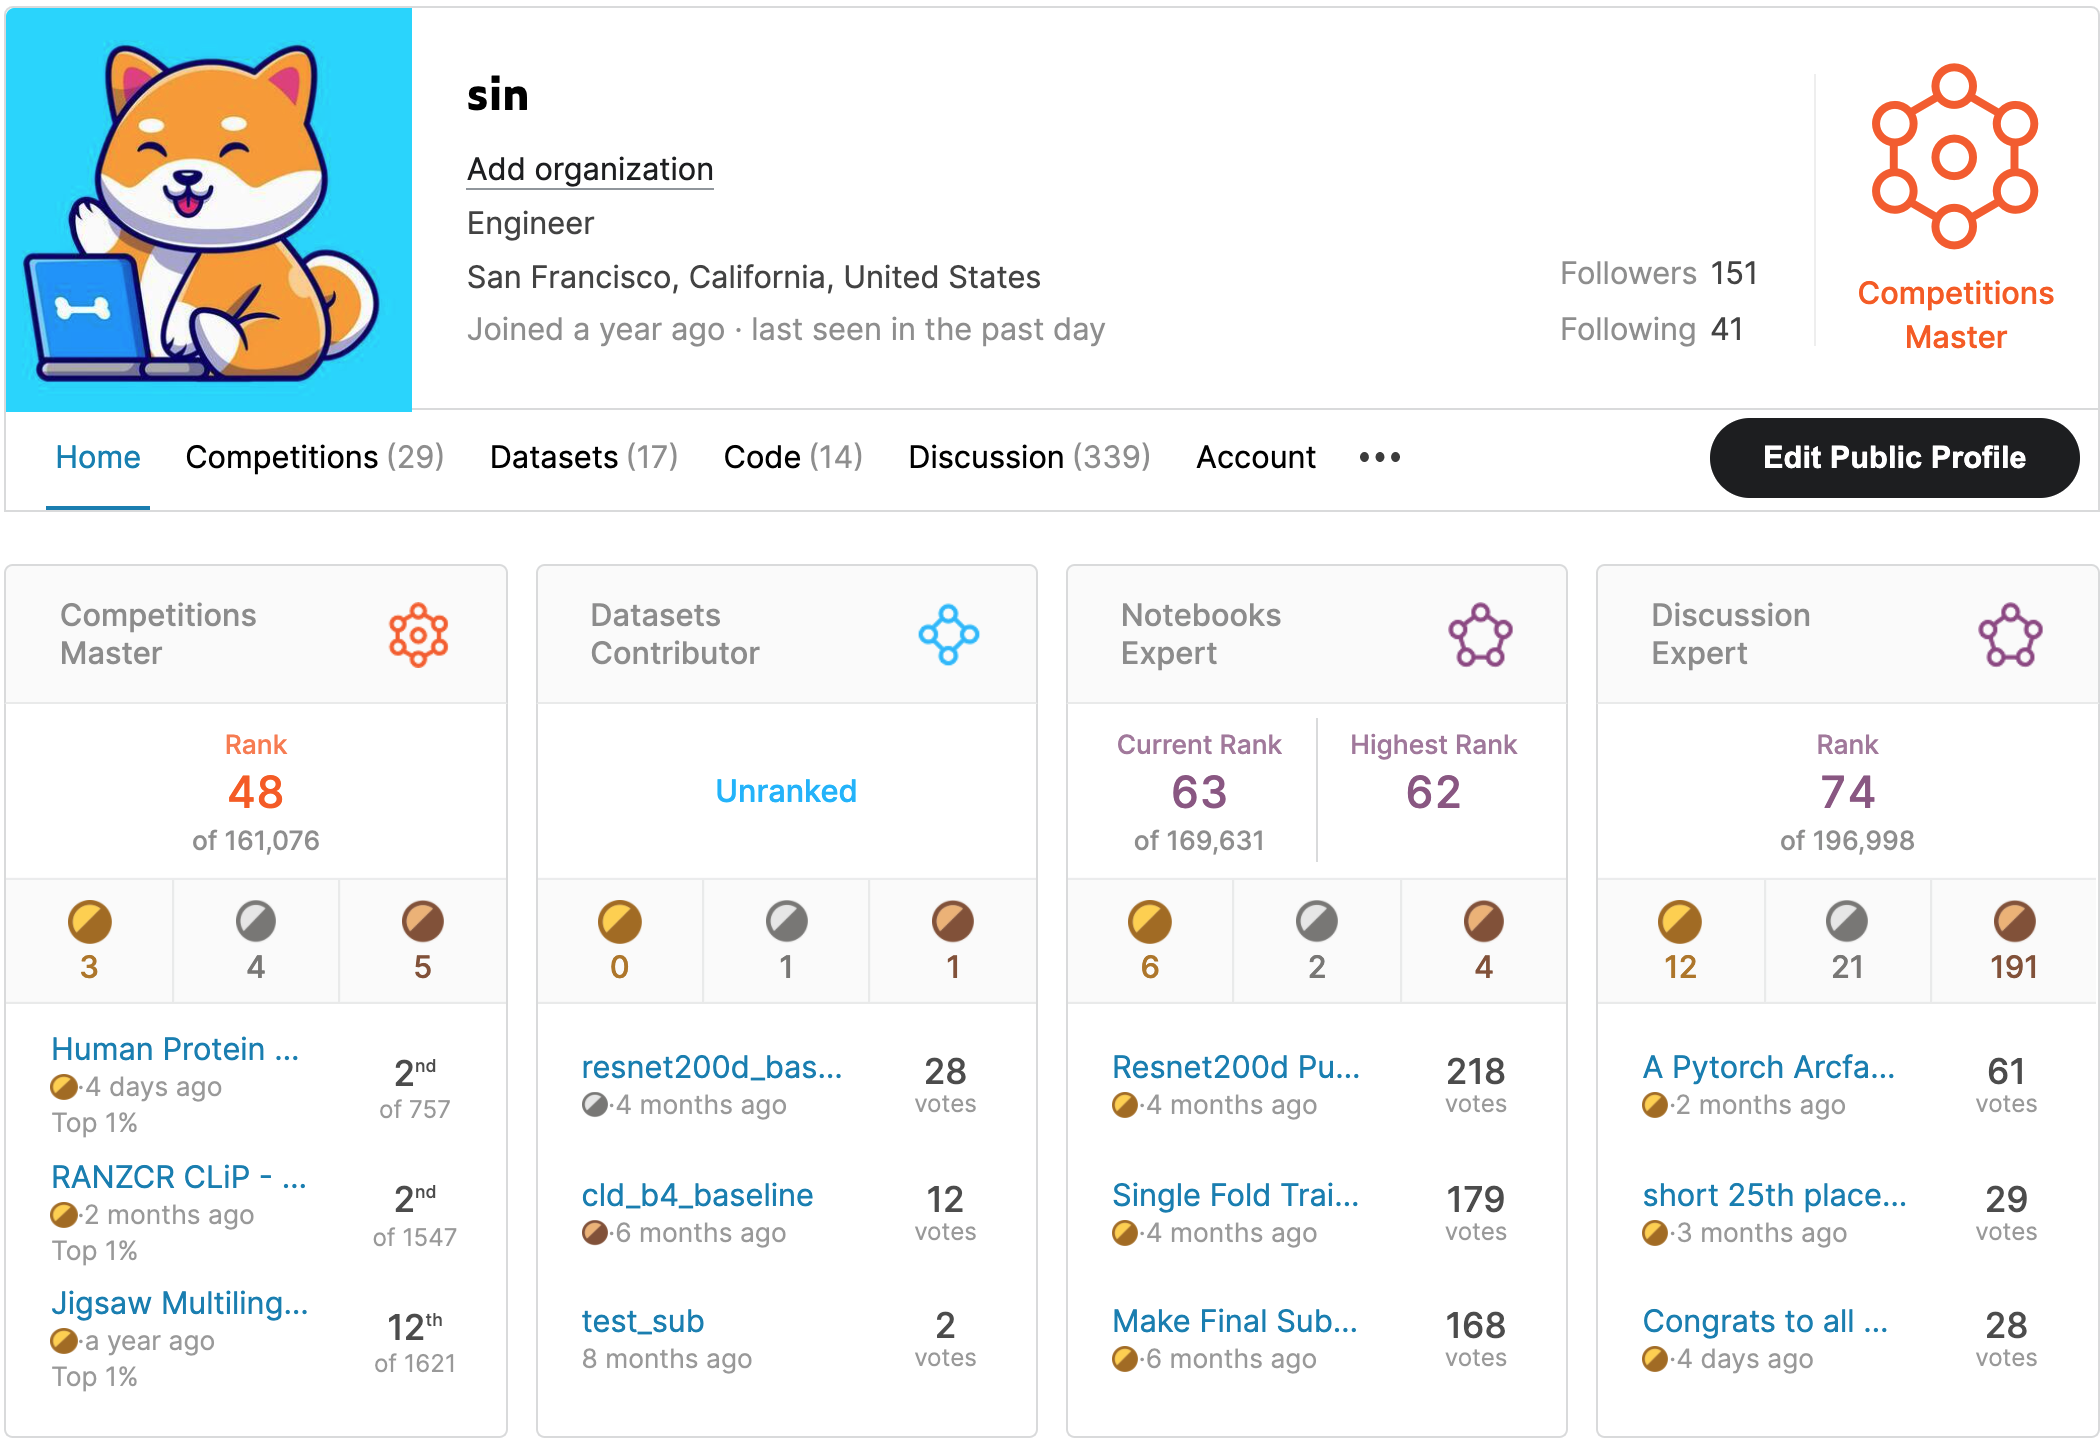 sin
Add organization
Engineer
San Francisco, California, United States
Joined a year ago · last seen in the past day
Followers 151
Following 41
Competitions
Master
Home Competitions (29) Datasets (17) Code (14) Discussion (339) Account ••• Edit Public Profile
Competitions
Master
Rank
48
of 161,076
3 4 5
Human Protein ...
·4 days ago
Top 1%
2nd
of 757
RANZCR CLiP - ...
·2 months ago
Top 1%
2nd
of 1547
Jigsaw Multiling...
·a year ago
Top 1%
12th
of 1621
Datasets
Contributor
Unranked
0 1 1
resnet200d_bas...
·4 months ago
28
votes
cld_b4_baseline
·6 months ago
12
votes
test_sub
8 months ago
2
votes
Notebooks
Expert
Current Rank
63
of 169,631
Highest Rank
62
6 2 4
Resnet200d Pu...
·4 months ago
218
votes
Single Fold Trai...
·4 months ago
179
votes
Make Final Sub...
·6 months ago
168
votes
Discussion
Expert
Rank
74
of 196,998
12 21 191
A Pytorch Arcfa...
·2 months ago
61
votes
short 25th place...
·3 months ago
29
votes
Congrats to all ...
·4 days ago
28
votes